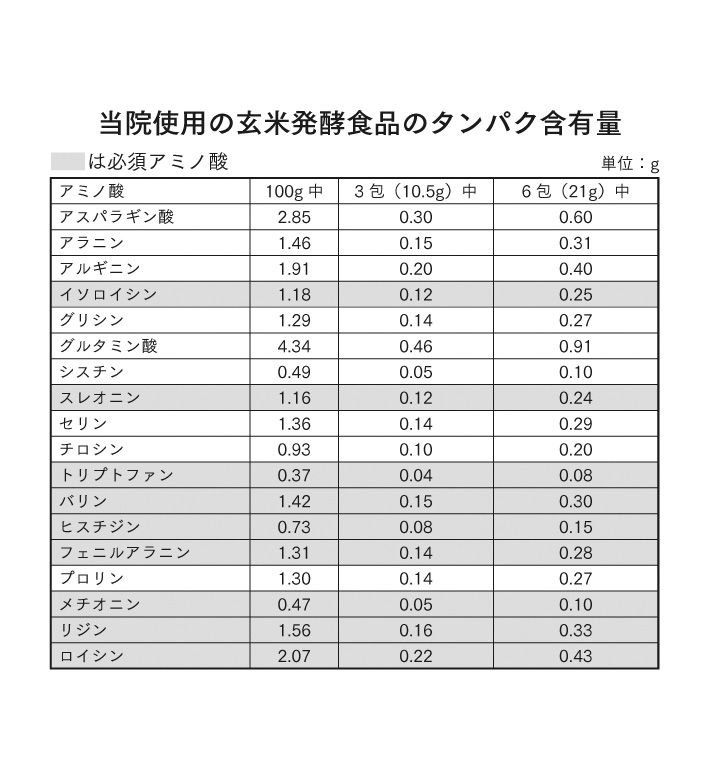 当院使用の玄米発酵食品のタンパク含有量
は必須アミノ酸 単位：g
アミノ酸 100g 中 3 包（10.5g）中 6 包（21g）中
アスパラギン酸 2.85 0.30 0.60
アラニン 1.46 0.15 0.31
アルギニン 1.91 0.20 0.40
イソロイシン 1.18 0.12 0.25
グリシン 1.29 0.14 0.27
グルタミン酸 4.34 0.46 0.91
シスチン 0.49 0.05 0.10
スレオニン 1.16 0.12 0.24
セリン 1.36 0.14 0.29
チロシン 0.93 0.10 0.20
トリプトファン 0.37 0.04 0.08
バリン 1.42 0.15 0.30
ヒスチジン 0.73 0.08 0.15
フェニルアラニン 1.31 0.14 0.28
プロリン 1.30 0.14 0.27
メチオニン 0.47 0.05 0.10
リジン 1.56 0.16 0.33
ロイシン 2.07 0.22 0.43